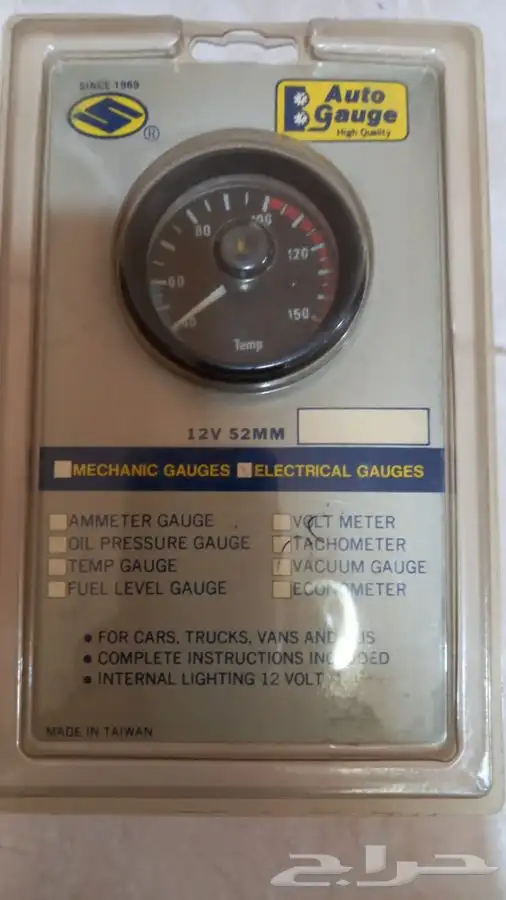 SINCE 1969
®
Auto
Gauge
High Quality
40
60
80
100
120
150
Temp
12V 52MM
MECHANIC GAUGES ELECTRICAL GAUGES
AMMETER GAUGE VOLT METER
OIL PRESSURE GAUGE TACHOMETER
TEMP GAUGE VACUUM GAUGE
FUEL LEVEL GAUGE ECONOMETER
• FOR CARS, TRUCKS, VANS AND
• COMPLETE INSTRUCTIONS INCLUDED
• INTERNAL LIGHTING 12 VOLT
MADE IN TAIWAN
حراج